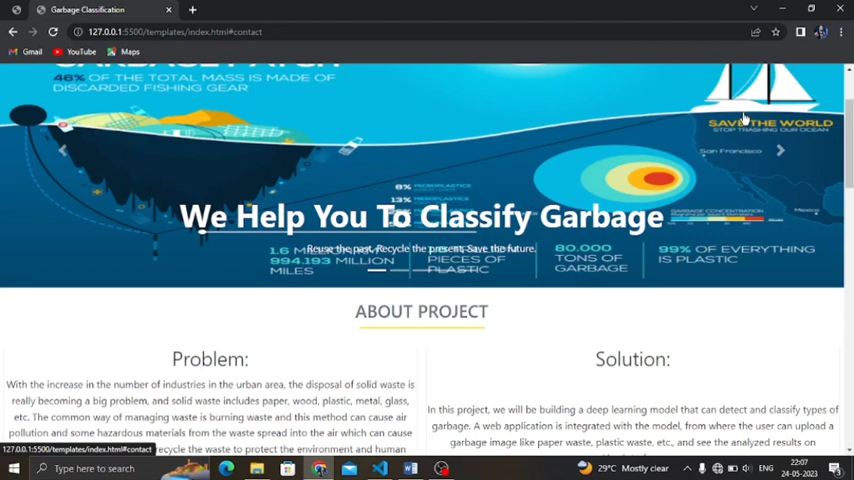 Garbage Classification
127.0.0.1:5500/templates/index.html#contact
Gmail YouTube Maps
46% OF THE TOTAL MASS IS MADE OF
DISCARDED FISHING GEAR
SAVE THE WORLD
STOP TRASHING OUR OCEAN
San Francisco
8% MICROPLASTICS
13%
GARBAGE CONCENTRATION
Mexico
We Help You To Classify Garbage
Reuse the past, Recycle the present, Save the future.
994.193 MILLION
MILES
PIECES OF
PLASTIC
80.000
TONS OF
GARBAGE
99% OF EVERYTHING
IS PLASTIC
ABOUT PROJECT
Problem:
With the increase in the number of industries in the urban area, the disposal of solid waste is
really becoming a big problem, and solid waste includes paper, wood, plastic, metal, glass,
etc. The common way of managing waste is burning waste and this method can cause air
pollution and some hazardous materials from the waste spread into the air which can cause
recycle the waste to protect the environment and human
Solution:
In this project, we will be building a deep learning model that can detect and classify types of
garbage. A web application is integrated with the model, from where the user can upload a
garbage image like paper waste, plastic waste, etc., and see the analyzed results on
127.0.0.1:5500/templates/index.html#contact
Type here to search
29°C Mostly clear
ENG
22:07
24-05-2023
3